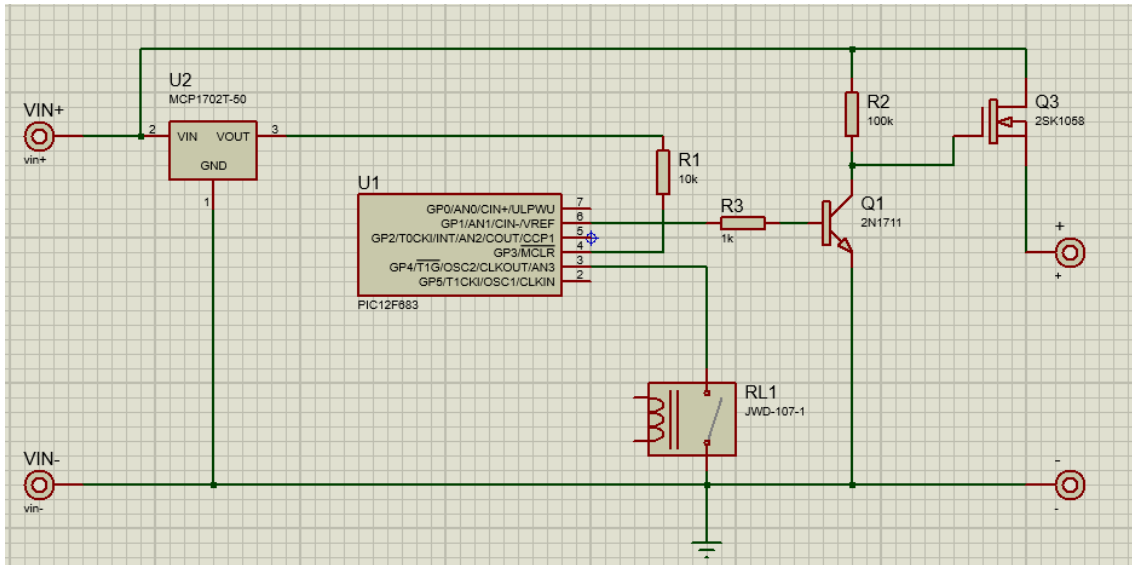 VIN+
vin+
U2
MCP1702T-50
2
VIN
VOUT
3
GND
1
R1
10k
U1
GP0/AN0/CIN+/ULPWU
7
GP1/AN1/CIN-/VREF
6
GP2/T0CKI/INT/AN2/COUT/CCP1
5
GP3/MCLR
4
GP4/T1G/OSC2/CLKOUT/AN3
3
GP5/T1CKI/OSC1/CLKIN
2
PIC12F683
R3
1k
R2
100k
Q1
2N1711
Q3
2SK1058
+
+
RL1
JWD-107-1
VIN-
vin-
-
-